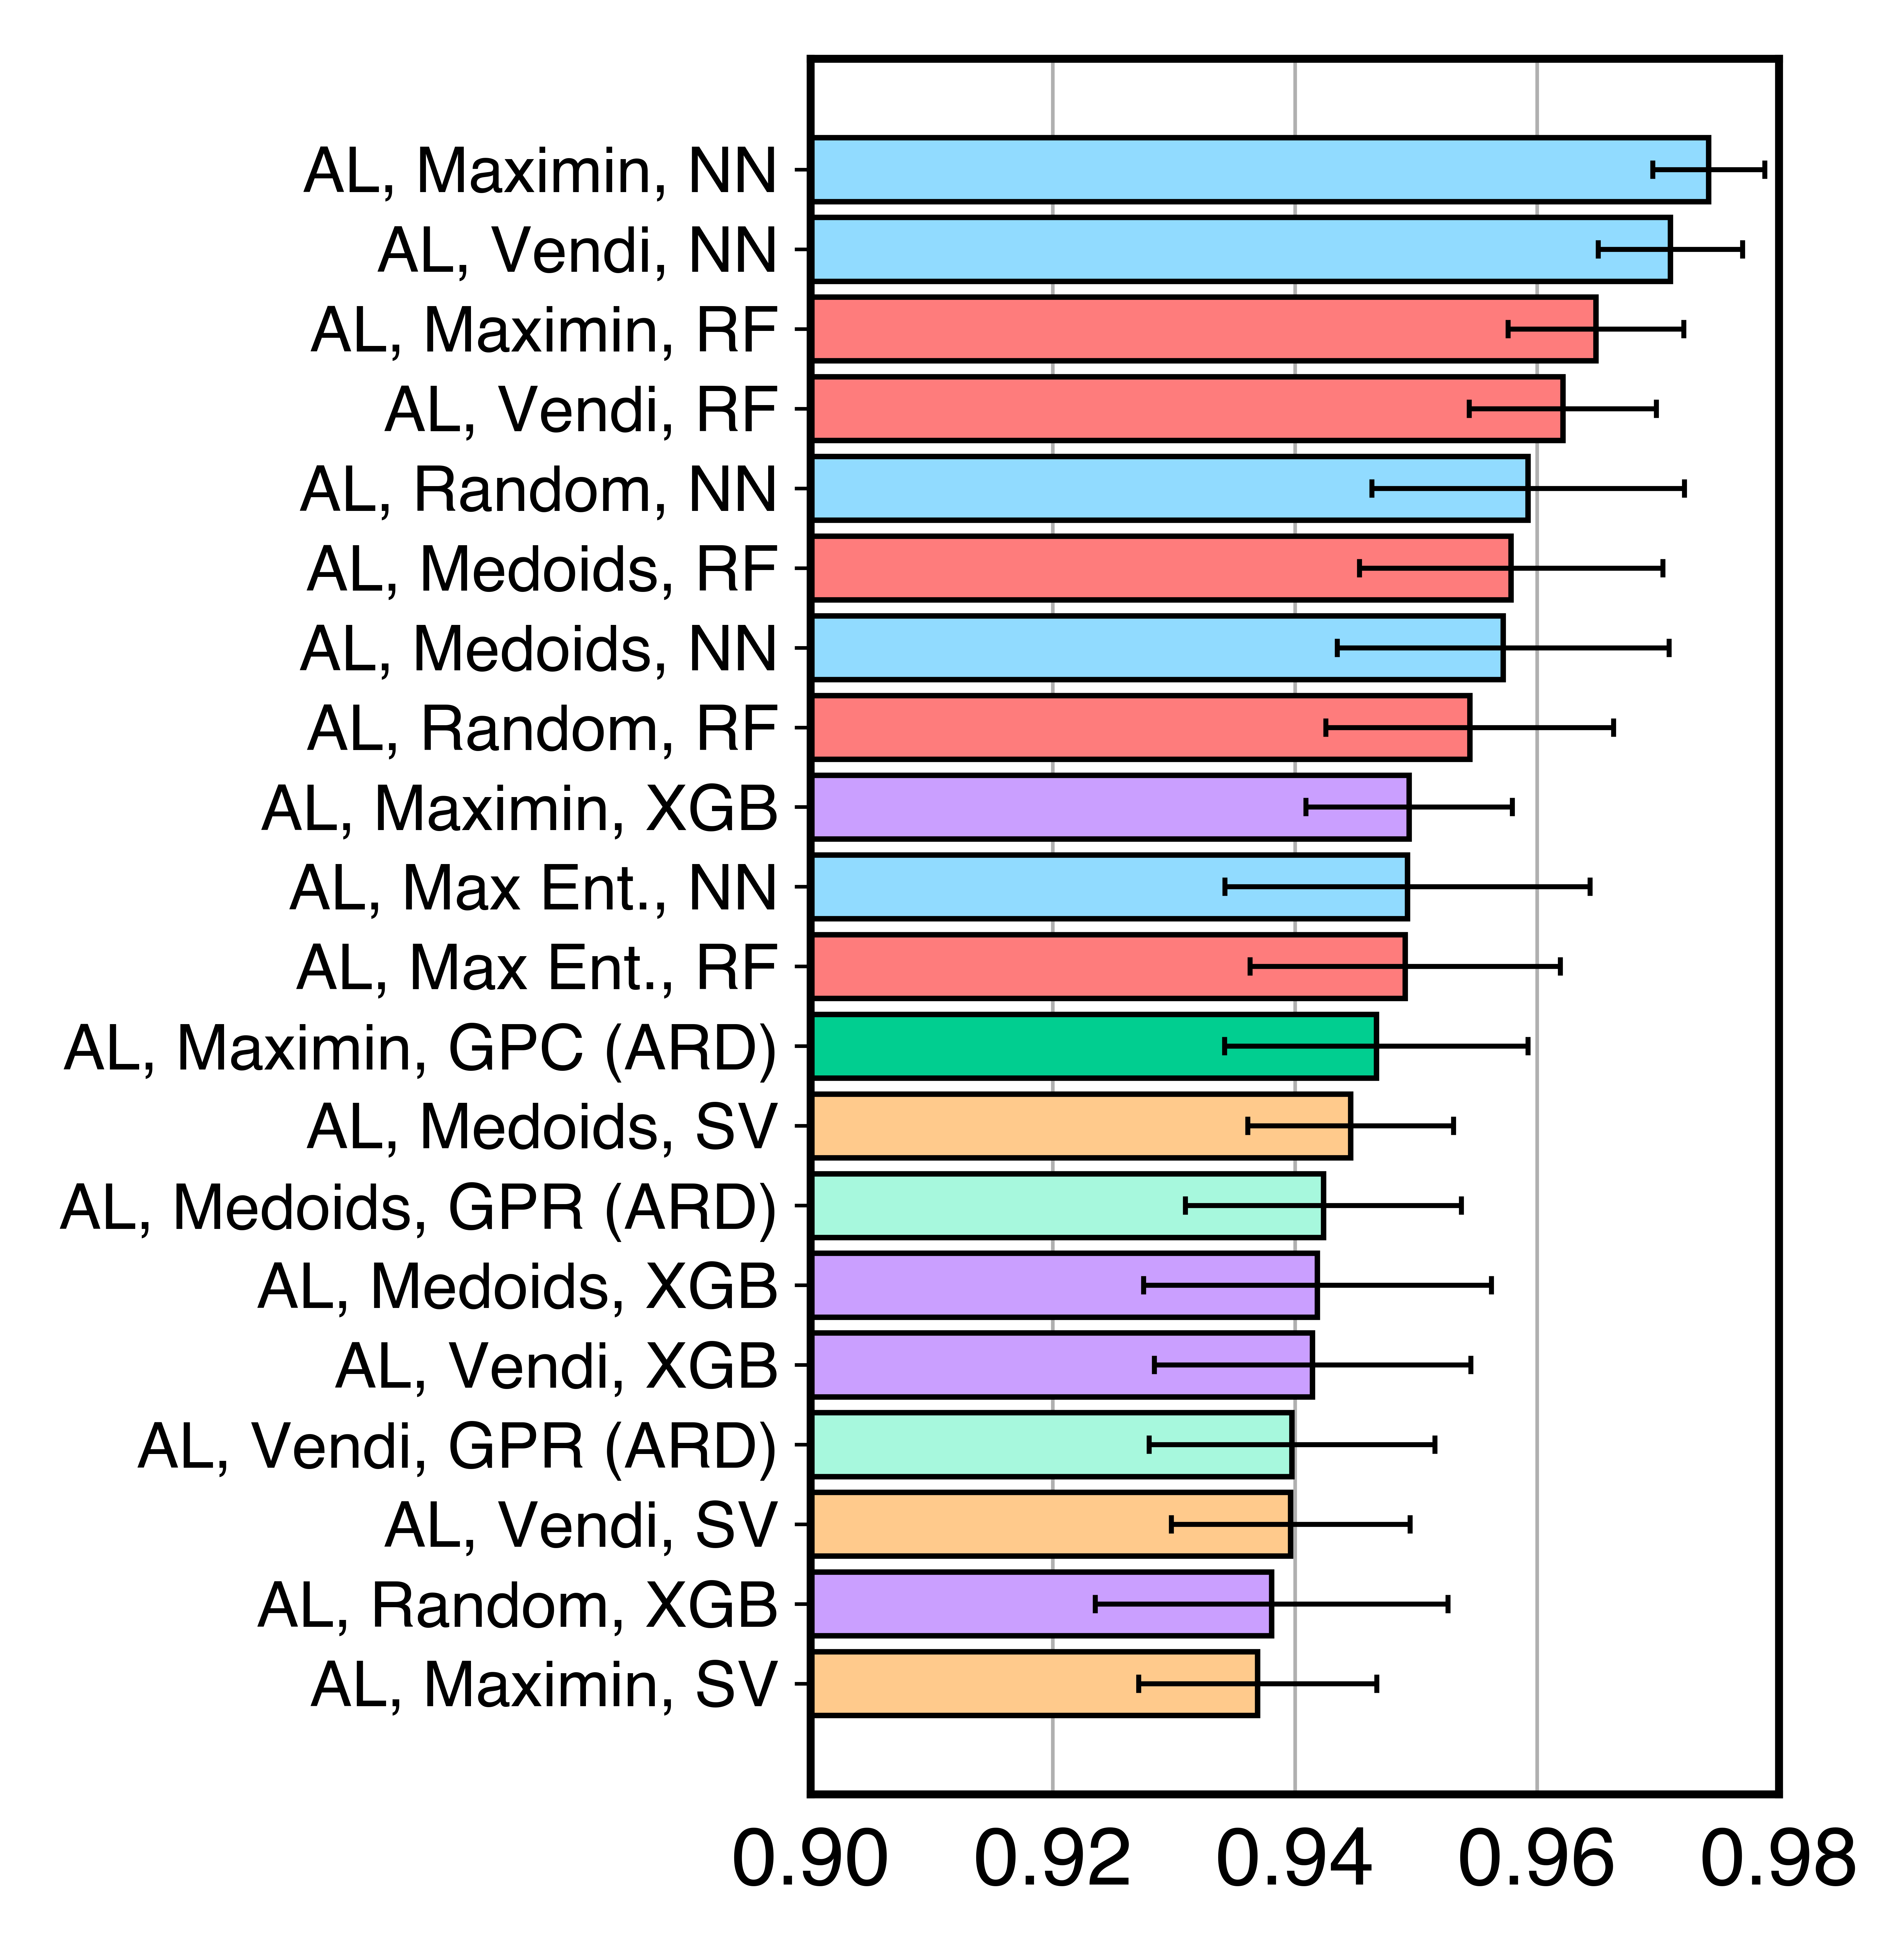 AL, Maximin, NN
AL, Vendi, NN
AL, Maximin, RF
AL, Vendi, RF
AL, Random, NN
AL, Medoids, RF
AL, Medoids, NN
AL, Random, RF
AL, Maximin, XGB
AL, Max Ent., NN
AL, Max Ent., RF
AL, Maximin, GPC (ARD)
AL, Medoids, SV
AL, Medoids, GPR (ARD)
AL, Medoids, XGB
AL, Vendi, XGB
AL, Vendi, GPR (ARD)
AL, Vendi, SV
AL, Random, XGB
AL, Maximin, SV
0.90 0.92 0.94 0.96 0.98